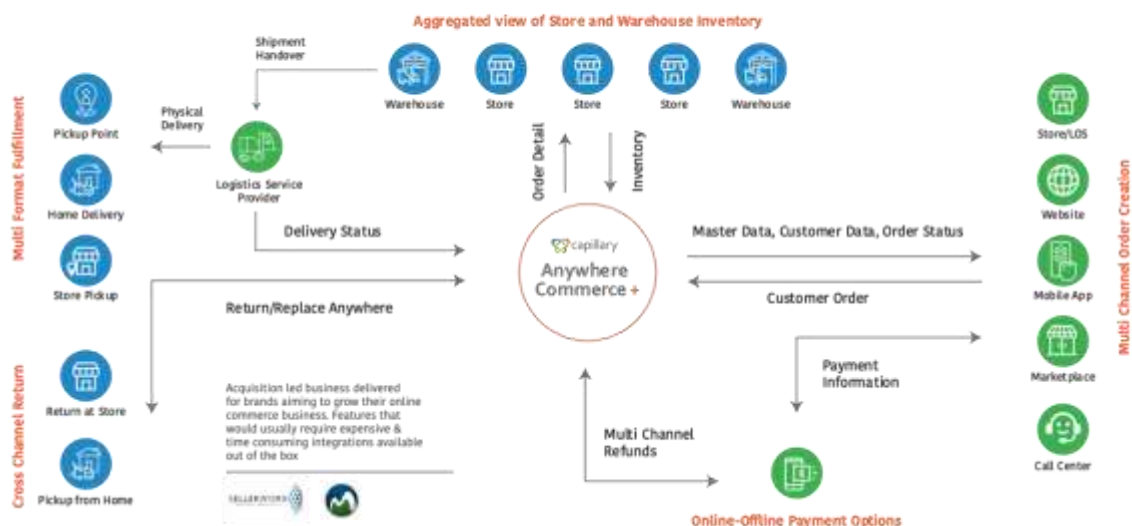 Aggregated view of Store and Warehouse Inventory
Shipment
Handover
Warehouse
Store
Store
Store
Warehouse
Multi Format Fulfillment
Pickup Point
Home Delivery
Store Pickup
Physical
Delivery
Logistics Service
Provider
Order Detail
Inventory
Delivery Status
capillary
Anywhere
Commerce +
Master Data, Customer Data, Order Status
Customer Order
Multi Channel Order Creation
Store/LOS
Website
Mobile App
Marketplace
Call Center
Return/Replace Anywhere
Cross Channel Return
Return at Store
Pickup from Home
Acquisition led business delivered
for brands aiming to grow their online
commerce business. Features that
would usually require expensive &
time consuming integrations available
out of the box
Payment
Information
Multi Channel
Refunds
Online-Offline Payment Options